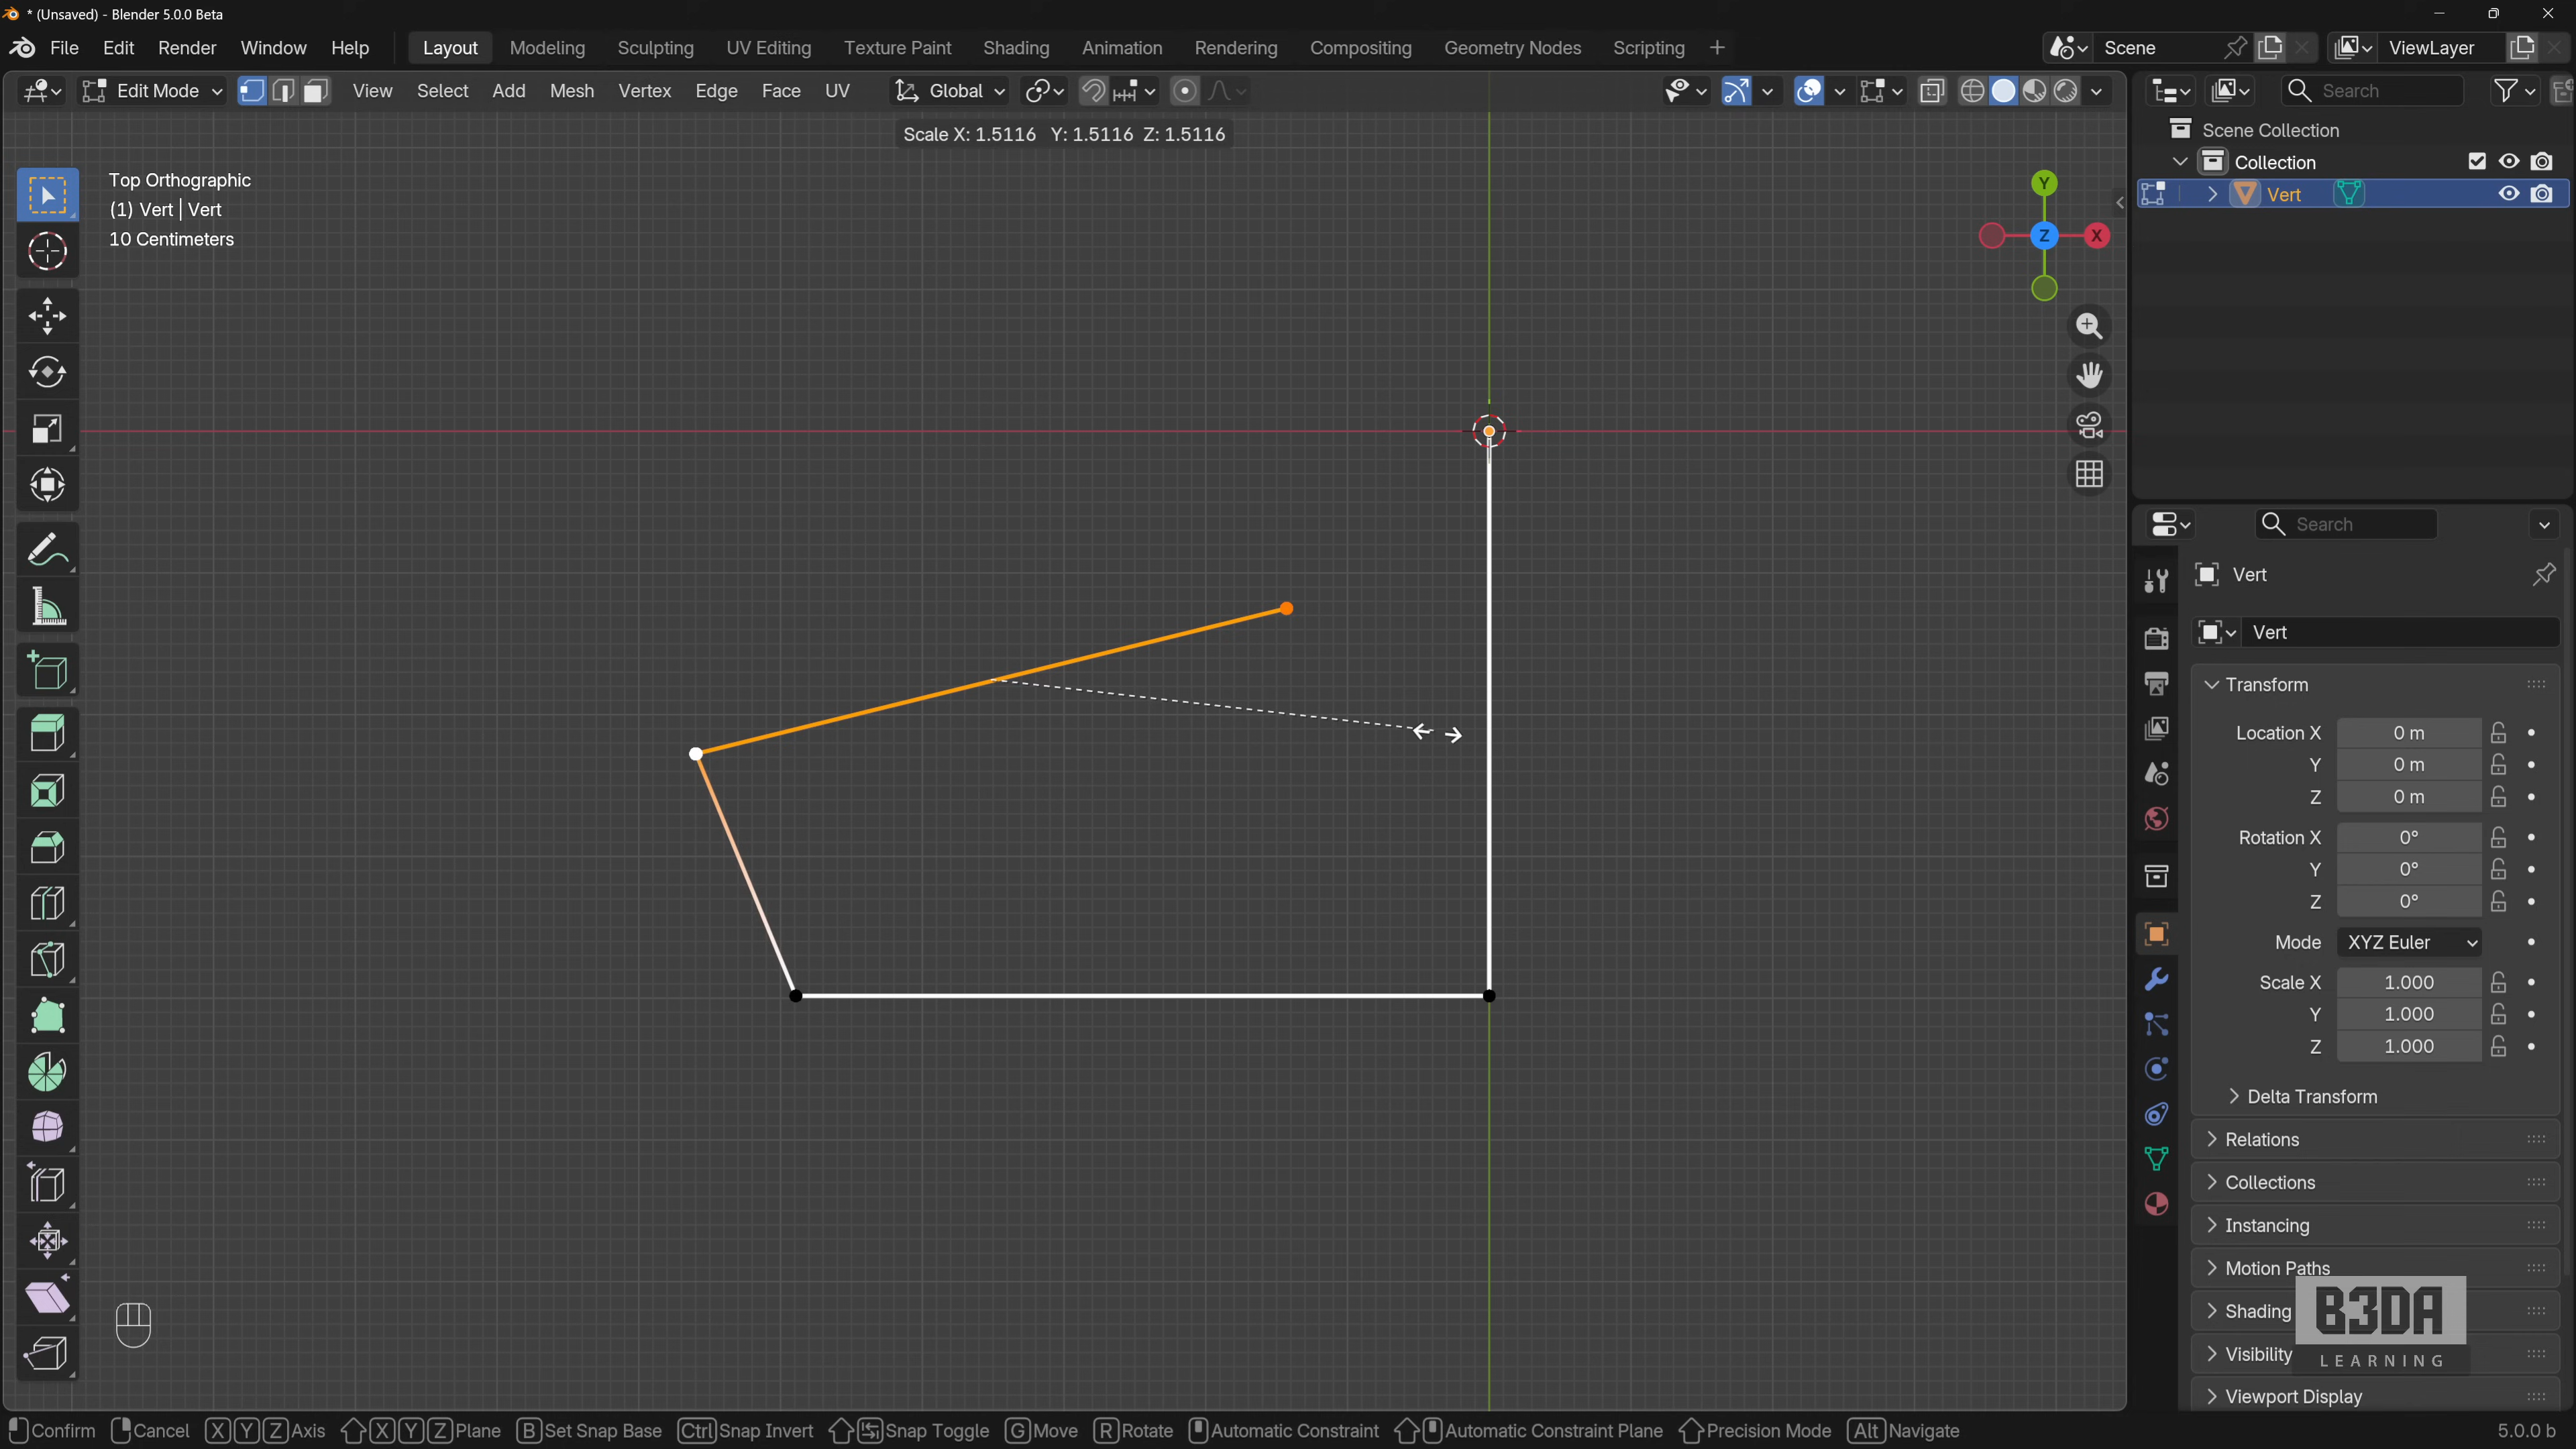 * (Unsaved) - Blender 5.0.0 Beta
File Edit Render Window Help Layout Modeling Sculpting UV Editing Texture Paint Shading Animation Rendering Compositing Geometry Nodes Scripting + Scene ViewLayer
Edit Mode View Select Add Mesh Vertex Edge Face UV Global Search
Scale X: 1.5116 Y: 1.5116 Z: 1.5116
Scene Collection
Collection
Vert
Top Orthographic
(1) Vert | Vert
10 Centimeters
Y
Z X
Search
Vert
Vert
Transform
Location X 0 m
Y 0 m
Z 0 m
Rotation X 0°
Y 0°
Z 0°
Mode XYZ Euler
Scale X 1.000
Y 1.000
Z 1.000
Delta Transform
Relations
Collections
Instancing
Motion Paths
Shading
Visibility
Viewport Display
B3DA
LEARNING
Confirm Cancel X Y Z Axis X Y Z Plane B Set Snap Base Ctrl Snap Invert Snap Toggle G Move R Rotate Automatic Constraint Automatic Constraint Plane Precision Mode Alt Navigate 5.0.0 b